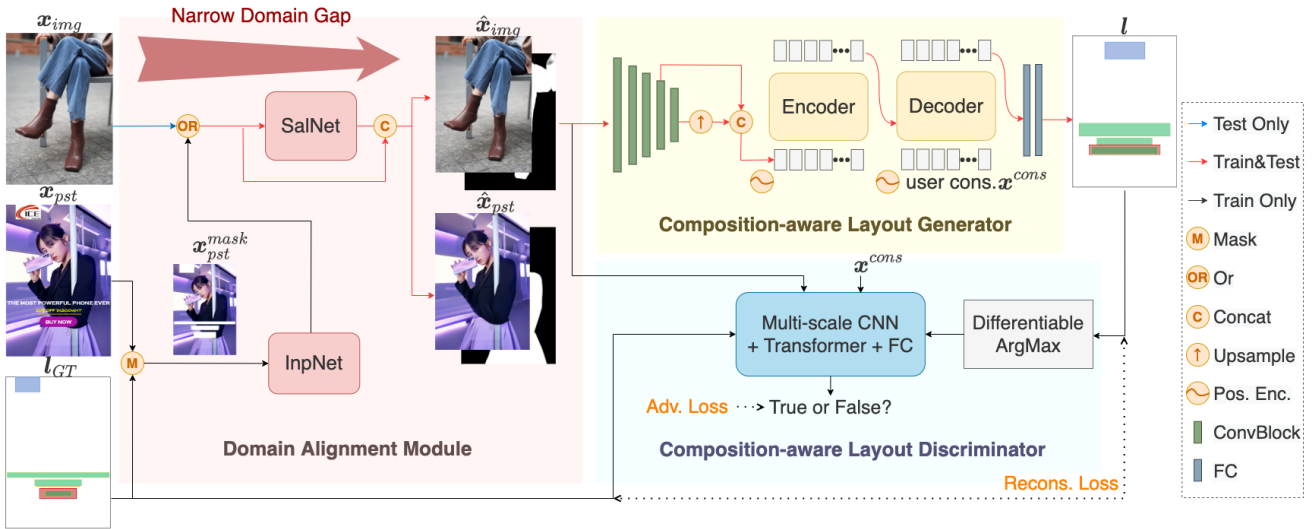 x_img
Narrow Domain Gap
x̂_img
l
OR
SalNet
C
Encoder
Decoder
↑
C
user cons. x^cons
Composition-aware Layout Generator
x_pst
x̂_pst
ICE
x_pst^mask
THE MOST POWERFUL PHONE EVER
BUY NOW
M
InpNet
x^cons
Multi-scale CNN
+ Transformer + FC
Differentiable
ArgMax
l_GT
Adv. Loss
True or False?
Domain Alignment Module
Composition-aware Layout Discriminator
Recons. Loss
Test Only
Train&Test
Train Only
M Mask
OR Or
C Concat
↑ Upsample
Pos. Enc.
ConvBlock
FC